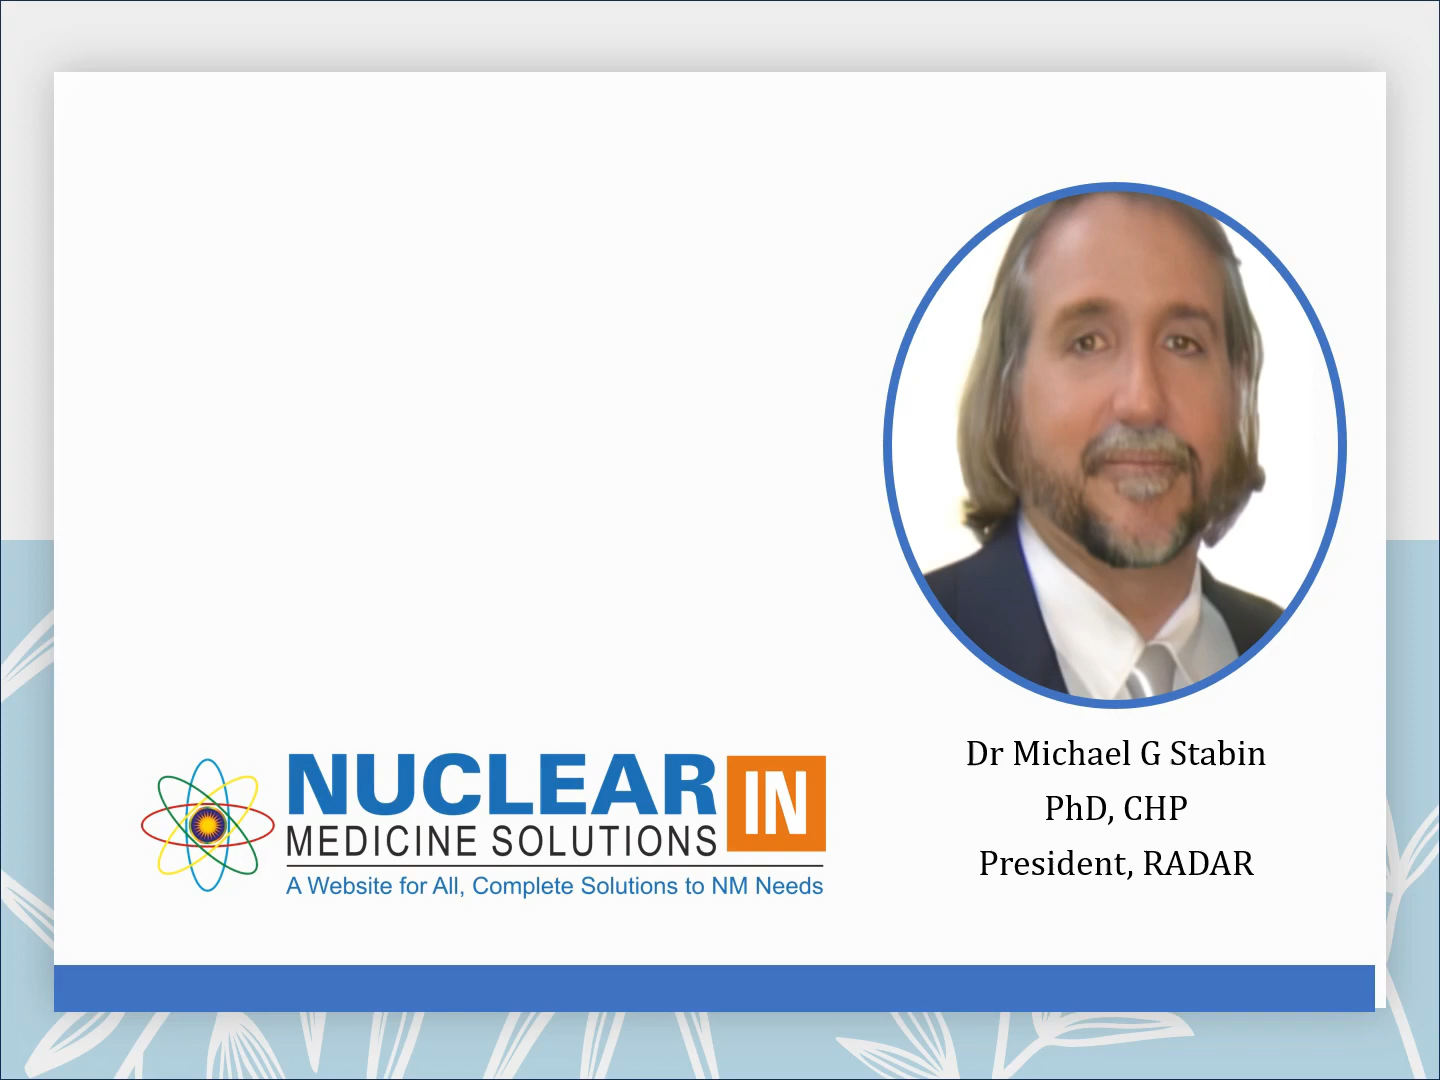 NUCLEAR IN
MEDICINE SOLUTIONS
A Website for All, Complete Solutions to NM Needs
Dr Michael G Stabin
PhD, CHP
President, RADAR